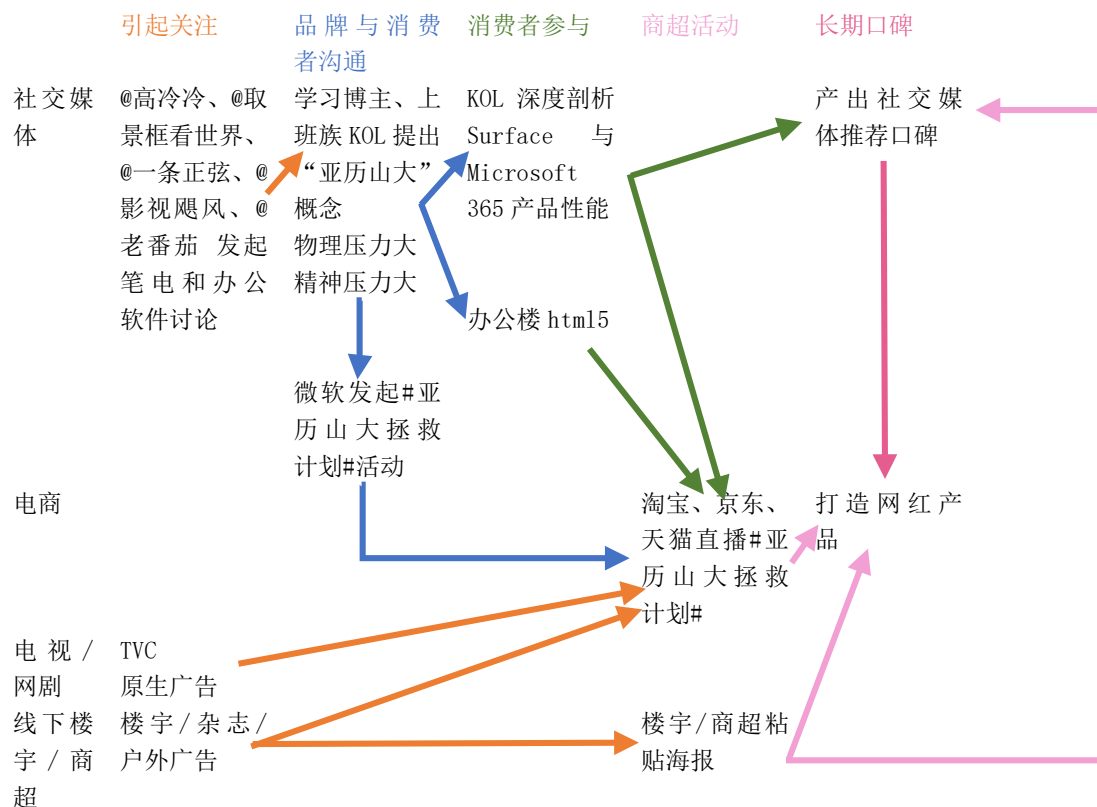 引起关注
品牌与消费
者沟通
消费者参与
商超活动
长期口碑
社交媒
体
@高冷冷、@取
景框看世界、
@一条正弦、@
影视飓风、@
老番茄 发起
笔电和办公
软件讨论
学习博主、上
班族KOL提出
“亚历山大”
概念
物理压力大
精神压力大
微软发起#亚
历山大拯救
计划#活动
KOL 深度剖析
Surface 与
Microsoft
365产品性能
办公楼html5
产出社交媒
体推荐口碑
电商
淘宝、京东、
天猫直播#亚
历山大拯救
计划#
打造网红产
品
电视/
网剧
TVC
原生广告
线下楼
宇/商
超
楼宇/杂志/
户外广告
楼宇/商超粘
贴海报